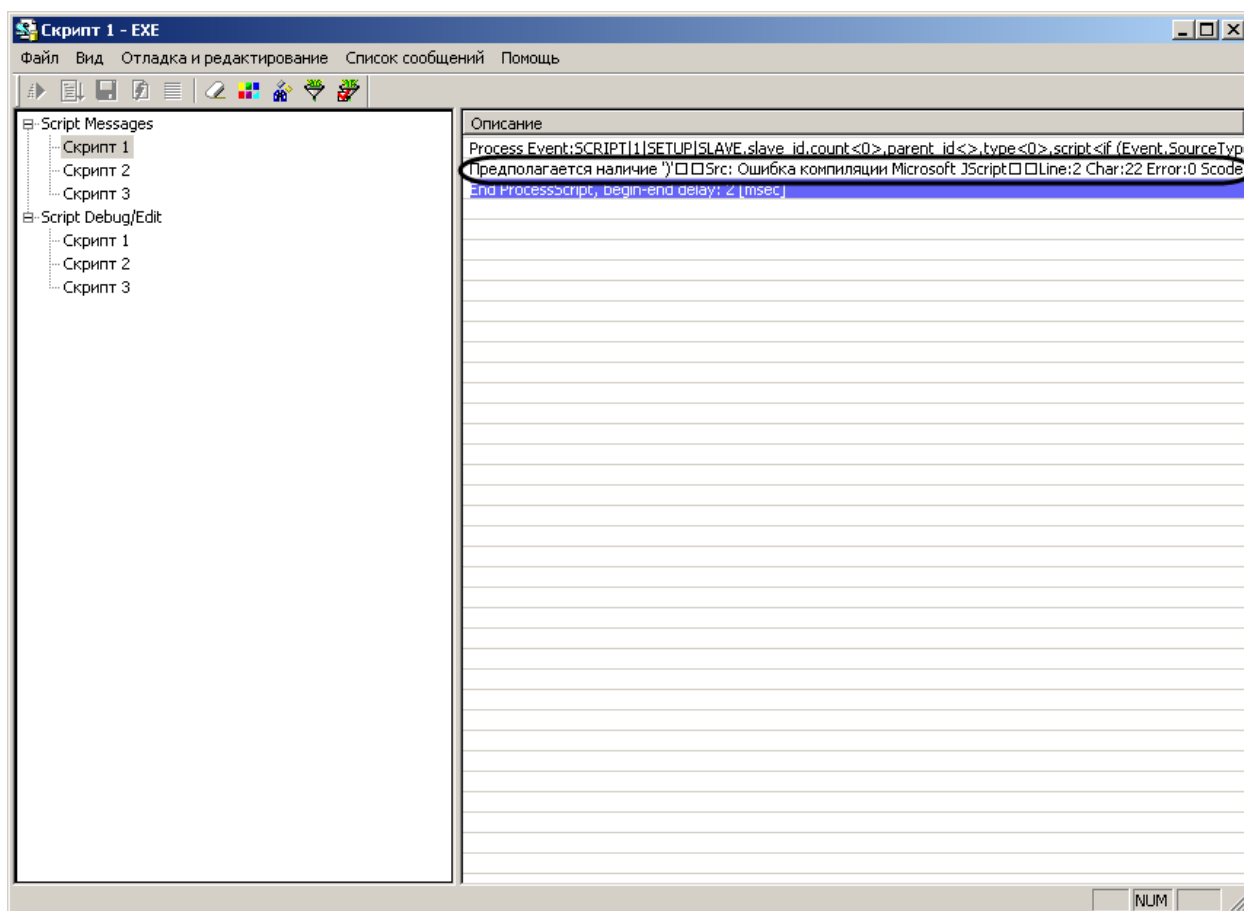 Скрипт 1 - EXE
Файл Вид Отладка и редактирование Список сообщений Помощь
Script Messages
Скрипт 1
Скрипт 2
Скрипт 3
Script Debug/Edit
Скрипт 1
Скрипт 2
Скрипт 3
Описание
Process Event:SCRIPT|1|SETUP|SLAVE.slave_id.count<0>,parent_id<>,type<0>,script<if (Event.SourceTyp
Предполагается наличие ')'□□Src: Ошибка компиляции Microsoft JScript□□Line:2 Char:22 Error:0 Scode
End ProcessScript, begin-end delay: 2 [msec]
NUM